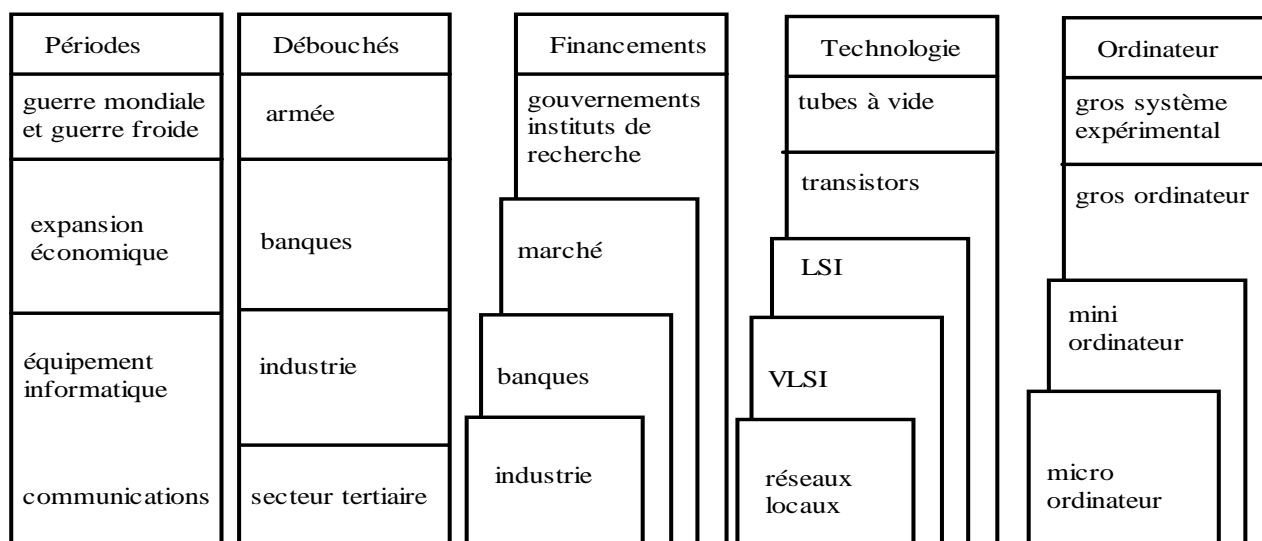 Périodes
Débouchés
Financements
Technologie
Ordinateur
guerre mondiale
et guerre froide
armée
gouvernements
instituts de
recherche
tubes à vide
gros système
expérimental
expansion
économique
banques
marché
transistors
LSI
gros ordinateur
équipement
informatique
industrie
banques
VLSI
mini
ordinateur
communications
secteur tertiaire
industrie
réseaux
locaux
micro
ordinateur